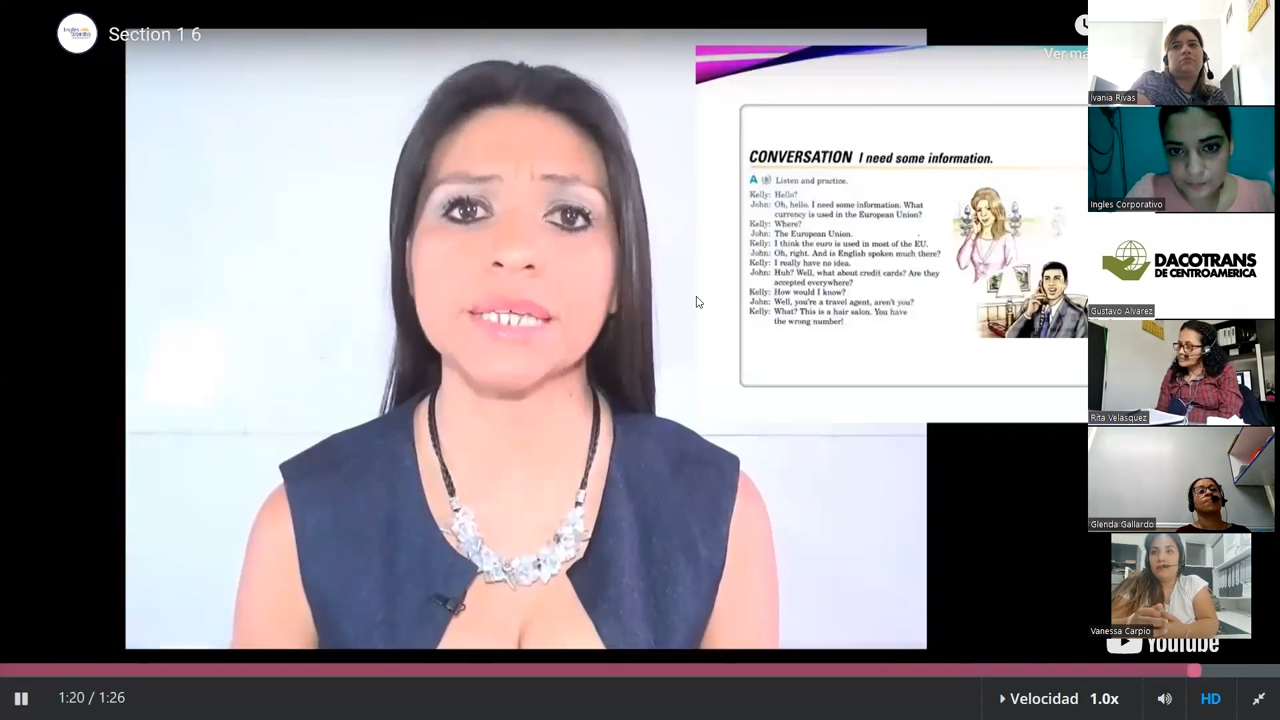 Section 1 6
Ver má
CONVERSATION I need some information.
A Listen and practice.
Kelly: Hello?
John: Oh, hello. I need some information. What
currency is used in the European Union?
Kelly: Where?
John: The European Union.
Kelly: I think the euro is used in most of the EU.
John: Oh, right. And is English spoken much there?
Kelly: I really have no idea.
John: Huh? Well, what about credit cards? Are they
accepted everywhere?
Kelly: How would I know?
John: Well, you're a travel agent, aren't you?
Kelly: What? This is a hair salon. You have
the wrong number!
Ivania Rivas
Ingles Corporativo
DACOTRANS
DE CENTROAMERICA
Gustavo Alvarez
Rita Velasquez
Glenda Gallardo
Vanessa Carpio
YouTube
1:20 / 1:26
Velocidad 1.0x
HD